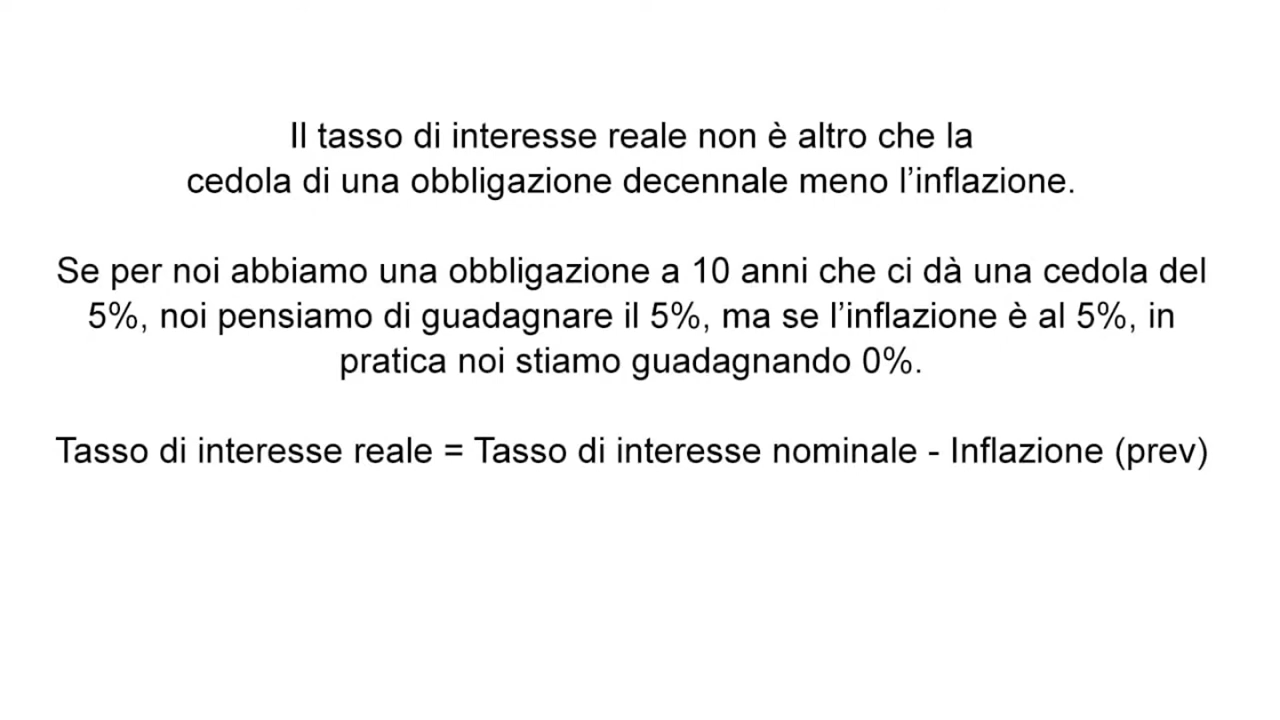 Il tasso di interesse reale non è altro che la
cedola di una obbligazione decennale meno l’inflazione.
Se per noi abbiamo una obbligazione a 10 anni che ci dà una cedola del
5%, noi pensiamo di guadagnare il 5%, ma se l’inflazione è al 5%, in
pratica noi stiamo guadagnando 0%.
Tasso di interesse reale = Tasso di interesse nominale - Inflazione (prev)